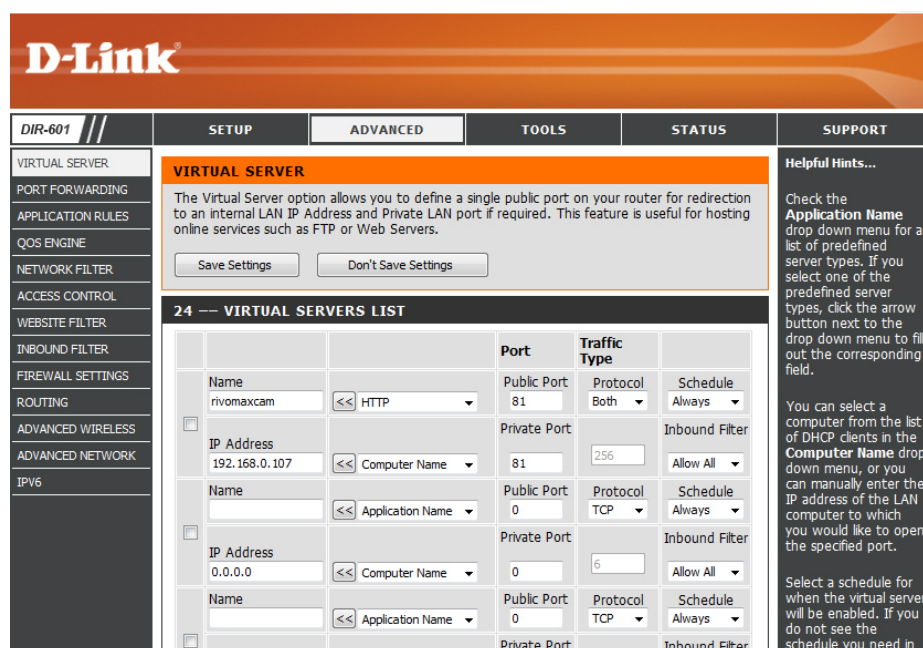 D-Link®
DIR-601
SETUP
ADVANCED
TOOLS
STATUS
SUPPORT
VIRTUAL SERVER
PORT FORWARDING
APPLICATION RULES
QOS ENGINE
NETWORK FILTER
ACCESS CONTROL
WEBSITE FILTER
INBOUND FILTER
FIREWALL SETTINGS
ROUTING
ADVANCED WIRELESS
ADVANCED NETWORK
IPV6
VIRTUAL SERVER
The Virtual Server option allows you to define a single public port on your router for redirection
to an internal LAN IP Address and Private LAN port if required. This feature is useful for hosting
online services such as FTP or Web Servers.
Save Settings
Don't Save Settings
24 -- VIRTUAL SERVERS LIST
Port
Traffic
Type
Name
Public Port
Protocol
Schedule
rivomaxcam
<<
HTTP
81
Both
Always
Private Port
Inbound Filter
IP Address
192.168.0.107
<<
Computer Name
81
256
Allow All
Name
Public Port
Protocol
Schedule
<<
Application Name
0
TCP
Always
Private Port
Inbound Filter
IP Address
0.0.0.0
<<
Computer Name
0
6
Allow All
Name
Public Port
Protocol
Schedule
<<
Application Name
0
TCP
Always
Private Port
Inbound Filter
Helpful Hints...
Check the
Application Name
drop down menu for a
list of predefined
server types. If you
select one of the
predefined server
types, click the arrow
button next to the
drop down menu to fill
out the corresponding
field.
You can select a
computer from the list
of DHCP clients in the
Computer Name drop
down menu, or you
can manually enter the
IP address of the LAN
computer to which
you would like to open
the specified port.
Select a schedule for
when the virtual server
will be enabled. If you
do not see the
schedule you need in